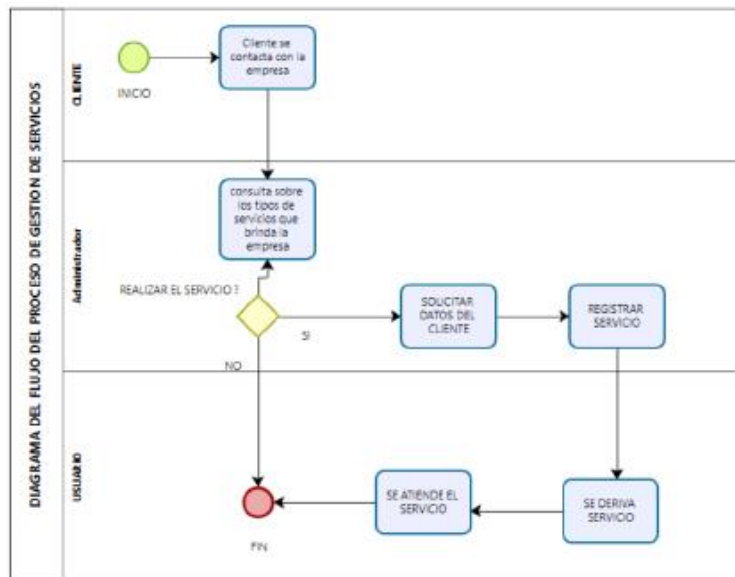 DIAGRAMA DEL FLUJO DEL PROCESO DE GESTION DE SERVICIOS
CLIENTE
INICIO
Cliente se
contacta con la
empresa
Administrador
consulta sobre
los tipos de
servicios que
brinda la
empresa
REALIZAR EL SERVICIO ?
SI
NO
SOLICITAR
DATOS DEL
CLIENTE
REGISTRAR
SERVICIO
USUARIO
FIN
SE ATIENDE EL
SERVICIO
SE DERIVA
SERVICIO